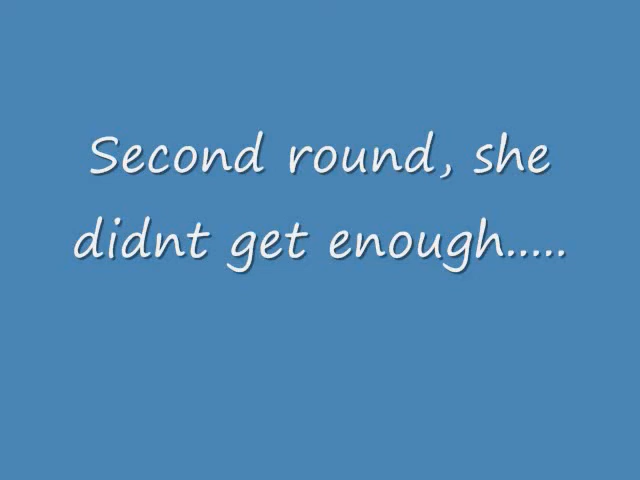 Second round, she
didnt get enough.....